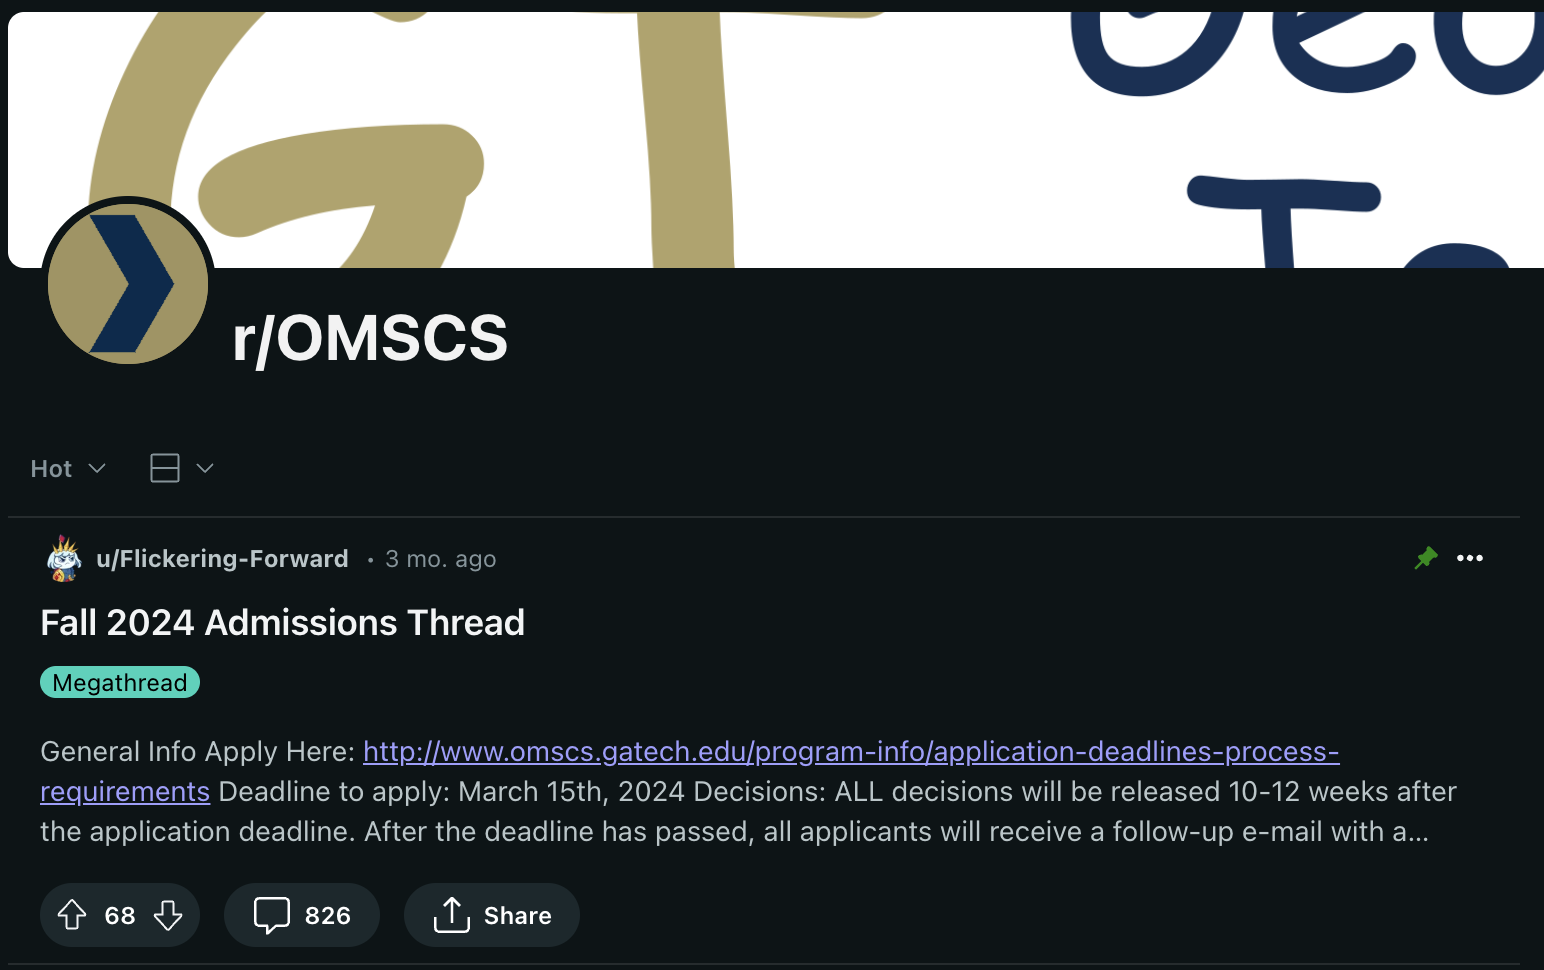 GT
r/OMSCS
Hot
u/Flickering-Forward • 3 mo. ago
Fall 2024 Admissions Thread
Megathread
General Info Apply Here: http://www.omscs.gatech.edu/program-info/application-deadlines-process-
requirements Deadline to apply: March 15th, 2024 Decisions: ALL decisions will be released 10-12 weeks after
the application deadline. After the deadline has passed, all applicants will receive a follow-up e-mail with a...
68 826 Share